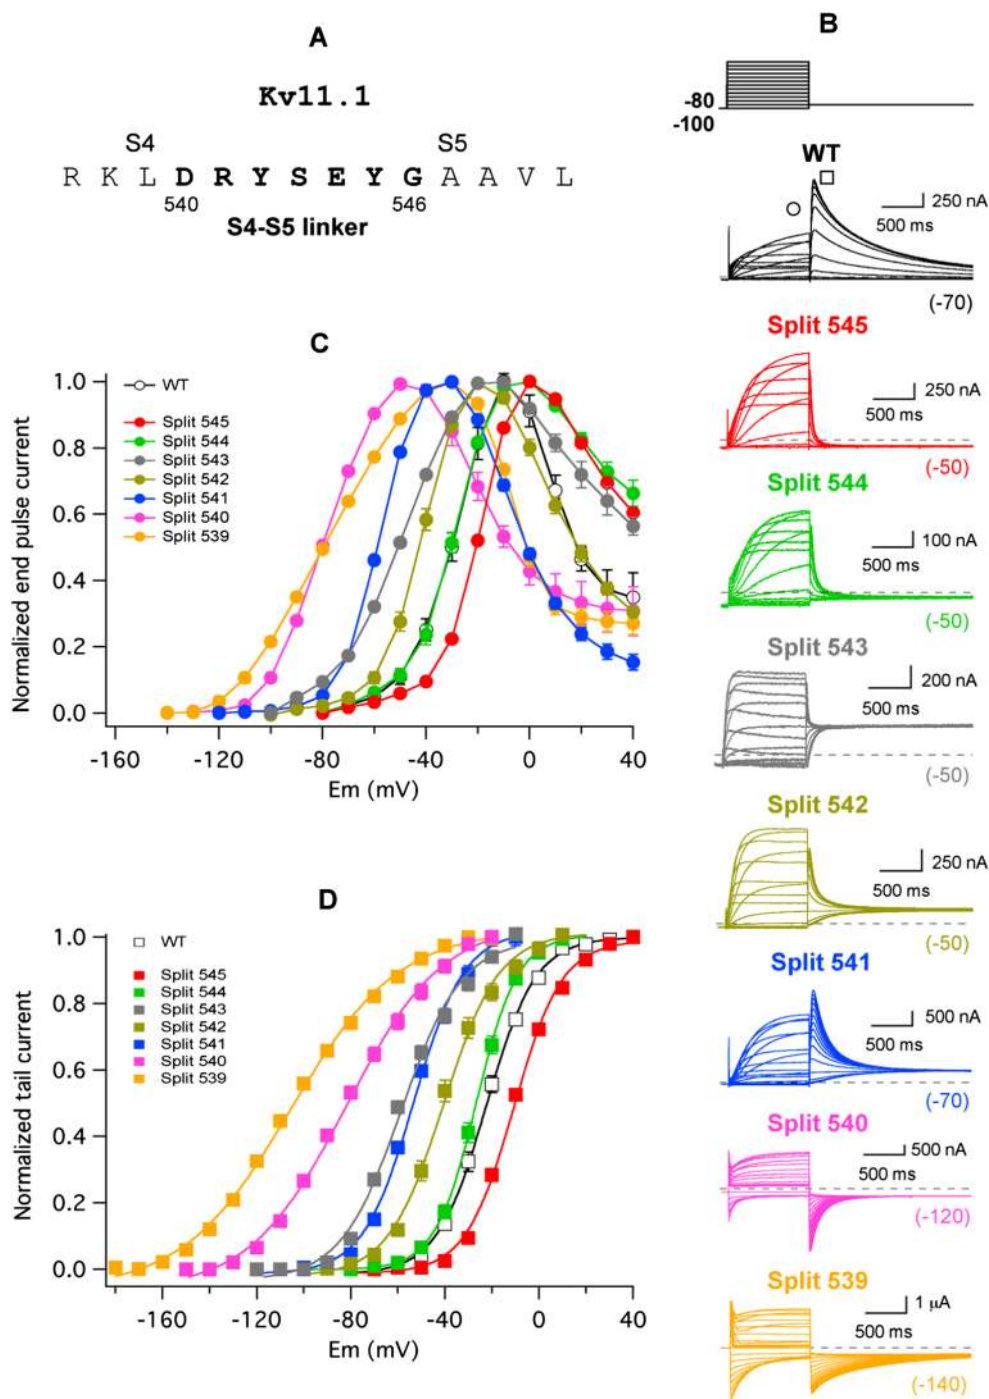 A
Kv11.1
S4 S5
R K L D R Y S E Y G A A V L
540 546
S4-S5 linker
B
-80
-100
WT
250 nA
500 ms
(-70)
Split 545
250 nA
500 ms
(-50)
Split 544
100 nA
500 ms
(-50)
Split 543
200 nA
500 ms
(-50)
Split 542
250 nA
500 ms
(-50)
Split 541
500 nA
500 ms
(-70)
Split 540
500 nA
500 ms
(-120)
Split 539
1 µA
500 ms
(-140)
C
Normalized end pulse current
1.0
0.8
0.6
0.4
0.2
0.0
WT
Split 545
Split 544
Split 543
Split 542
Split 541
Split 540
Split 539
-160 -120 -80 -40 0 40
Em (mV)
D
Normalized tail current
1.0
0.8
0.6
0.4
0.2
0.0
WT
Split 545
Split 544
Split 543
Split 542
Split 541
Split 540
Split 539
-160 -120 -80 -40 0 40
Em (mV)